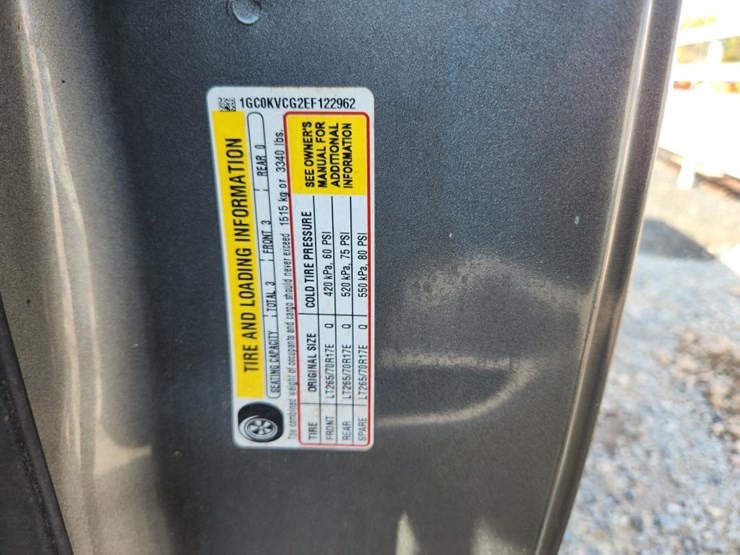 1GC0KVCG2EF122962
TIRE AND LOADING INFORMATION
SEATING CAPACITY TOTAL 3 FRONT 3 REAR 0
The combined weight of occupants and cargo should never exceed 1515 kg or 3340 lbs.
TIRE ORIGINAL SIZE COLD TIRE PRESSURE
FRONT LT265/70R17E Q 420 kPa, 60 PSI
REAR LT265/70R17E Q 520 kPa, 75 PSI
SPARE LT265/70R17E Q 550 kPa, 80 PSI
SEE OWNER'S
MANUAL FOR
ADDITIONAL
INFORMATION